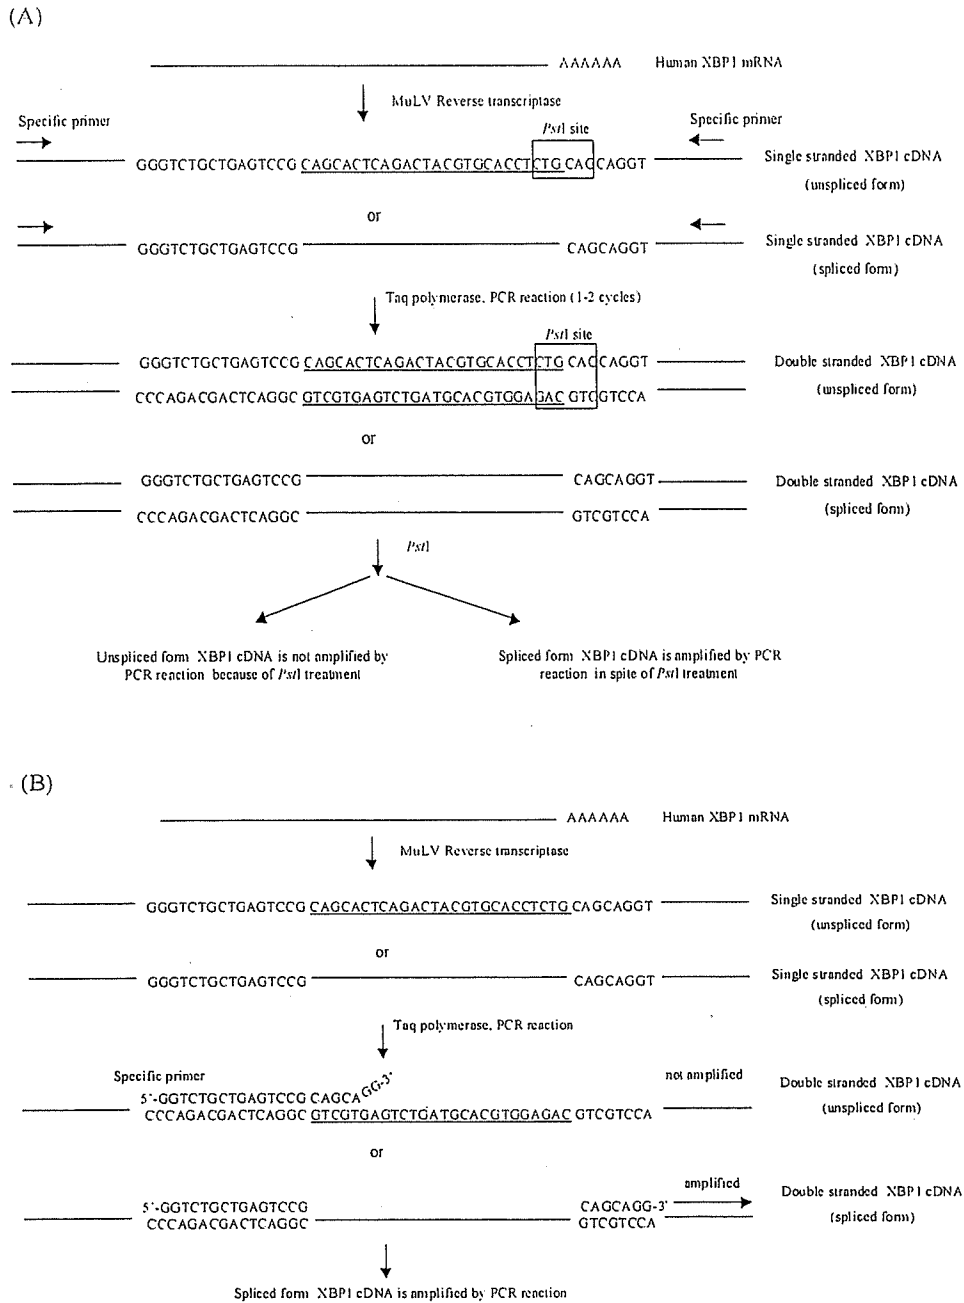 (A)
AAAAAA Human XBP1 mRNA
MuLV Reverse transcriptase
Specific primer
Specific primer
PstI site
GGGTCTGCTGAGTCCG CAGCACTCAGACTACGTGCACCTCTG CAGCAGGT
Single stranded XBP1 cDNA
(unspliced form)
or
GGGTCTGCTGAGTCCG CAGCAGGT
Single stranded XBP1 cDNA
(spliced form)
Taq polymerase, PCR reaction (1-2 cycles)
PstI site
GGGTCTGCTGAGTCCG CAGCACTCAGACTACGTGCACCTCTG CAGCAGGT
Double stranded XBP1 cDNA
CCCAGACGACTCAGGC GTCGTGAGTCTGATGCACGTGGAGAC GTCGTCCA
(unspliced form)
or
GGGTCTGCTGAGTCCG CAGCAGGT
Double stranded XBP1 cDNA
CCCAGACGACTCAGGC GTCGTCCA
(spliced form)
PstI
Unspliced form XBP1 cDNA is not amplified by
PCR reaction because of PstI treatment
Spliced form XBP1 cDNA is amplified by PCR
reaction in spite of PstI treatment
(B)
AAAAAA Human XBP1 mRNA
MuLV Reverse transcriptase
GGGTCTGCTGAGTCCG CAGCACTCAGACTACGTGCACCTCTG CAGCAGGT
Single stranded XBP1 cDNA
(unspliced form)
or
GGGTCTGCTGAGTCCG CAGCAGGT
Single stranded XBP1 cDNA
(spliced form)
Taq polymerase, PCR reaction
Specific primer
not amplified
5'-GGTCTGCTGAGTCCG CAGCAGG-3'
Double stranded XBP1 cDNA
CCCAGACGACTCAGGC GTCGTGAGTCTGATGCACGTGGAGAC GTCGTCCA
(unspliced form)
or
amplified
5'-GGTCTGCTGAGTCCG CAGCAGG-3'
Double stranded XBP1 cDNA
CCCAGACGACTCAGGC GTCGTCCA
(spliced form)
Spliced form XBP1 cDNA is amplified by PCR reaction